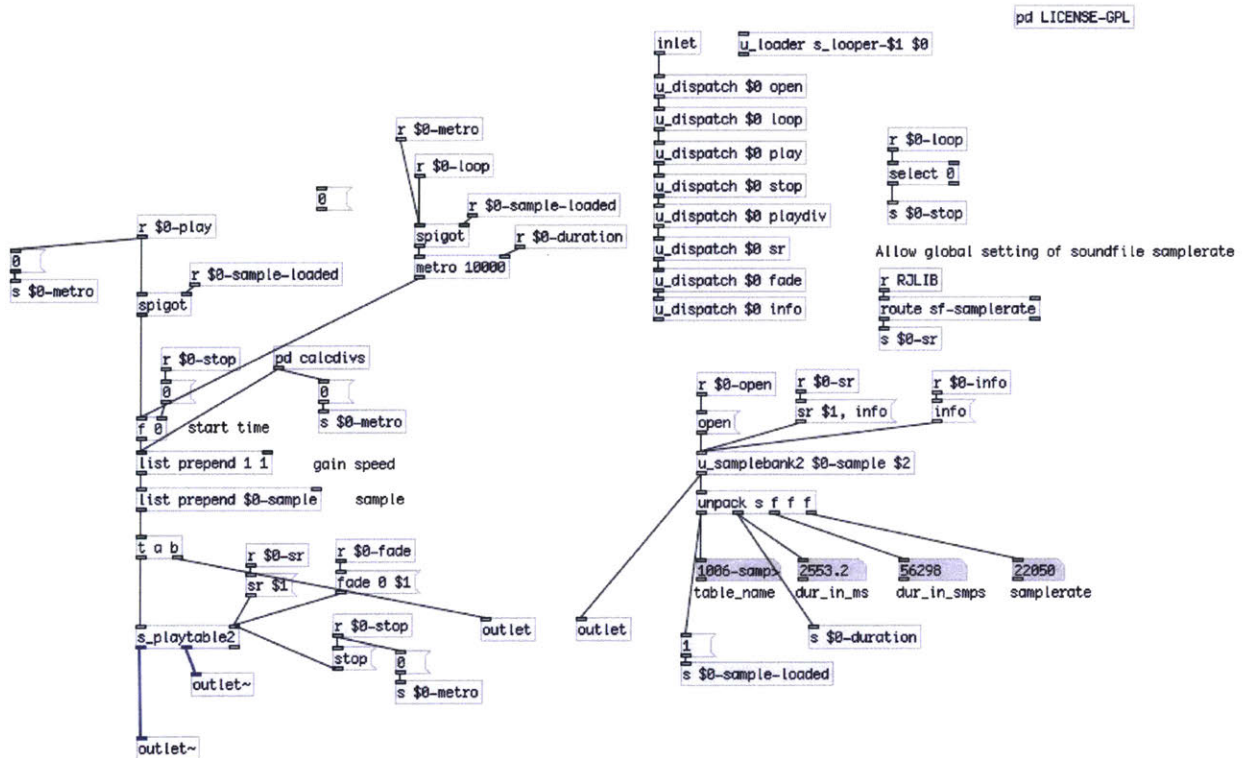 pd LICENSE-GPL
inlet
u_loader s_looper-$1 $0
u_dispatch $0 open
u_dispatch $0 loop
u_dispatch $0 play
u_dispatch $0 stop
u_dispatch $0 playdiv
u_dispatch $0 sr
u_dispatch $0 fade
u_dispatch $0 info
r $0-loop
select 0
s $0-stop
Allow global setting of soundfile samplerate
r RJLIB
route sf-samplerate
s $0-sr
r $0-metro
r $0-loop
0
r $0-sample-loaded
r $0-play
spigot
r $0-duration
0
metro 10000
s $0-metro
r $0-sample-loaded
spigot
r $0-stop
pd calcdivs
0
0
s $0-metro
f 0
start time
list prepend 1 1
gain speed
list prepend $0-sample
sample
t a b
r $0-sr
r $0-fade
sr $1
fade 0 $1
s_playtable2
r $0-stop
outlet
stop
0
s $0-metro
outlet~
outlet~
r $0-open
r $0-sr
r $0-info
open
sr $1, info
info
u_samplebank2 $0-sample $2
unpack s f f f
1006-samp>
2553.2
56298
22050
table_name
dur_in_ms
dur_in_smps
samplerate
outlet
s $0-duration
1
s $0-sample-loaded